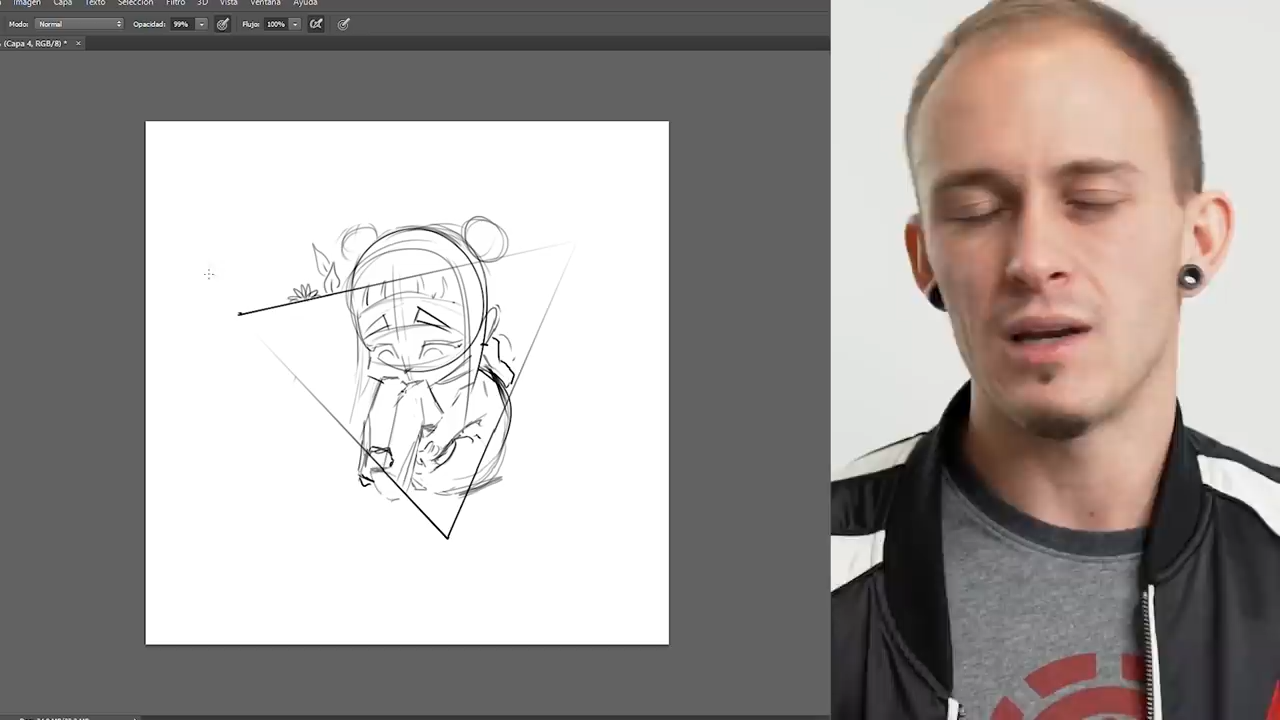 Imagen Capa Texto Selección Filtro 3D Vista Ventana Ayuda
Modo: Normal Opacidad: 99% Flujo: 100%
(Capa 4, RGB/8) * ×